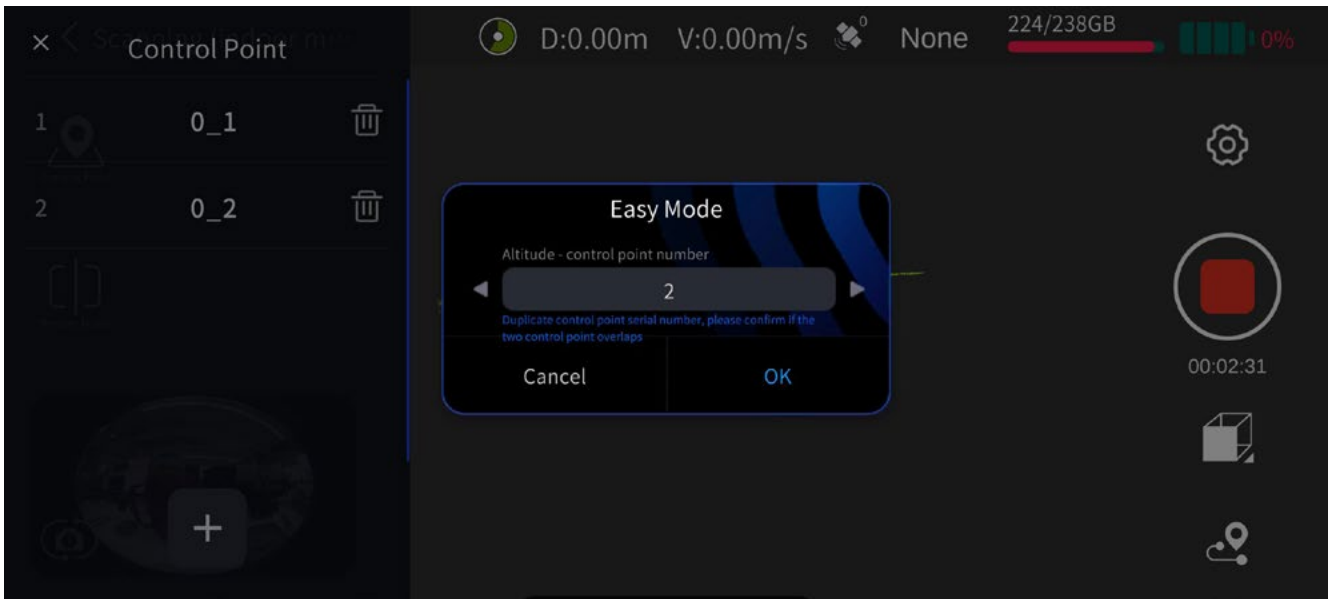 Control Point
D:0.00m V:0.00m/s 0 None 224/238GB 0%
1 0_1
2 0_2
Easy Mode
Altitude - control point number
2
Duplicate control point serial number, please confirm if the
two control point overlaps
Cancel OK
00:02:31